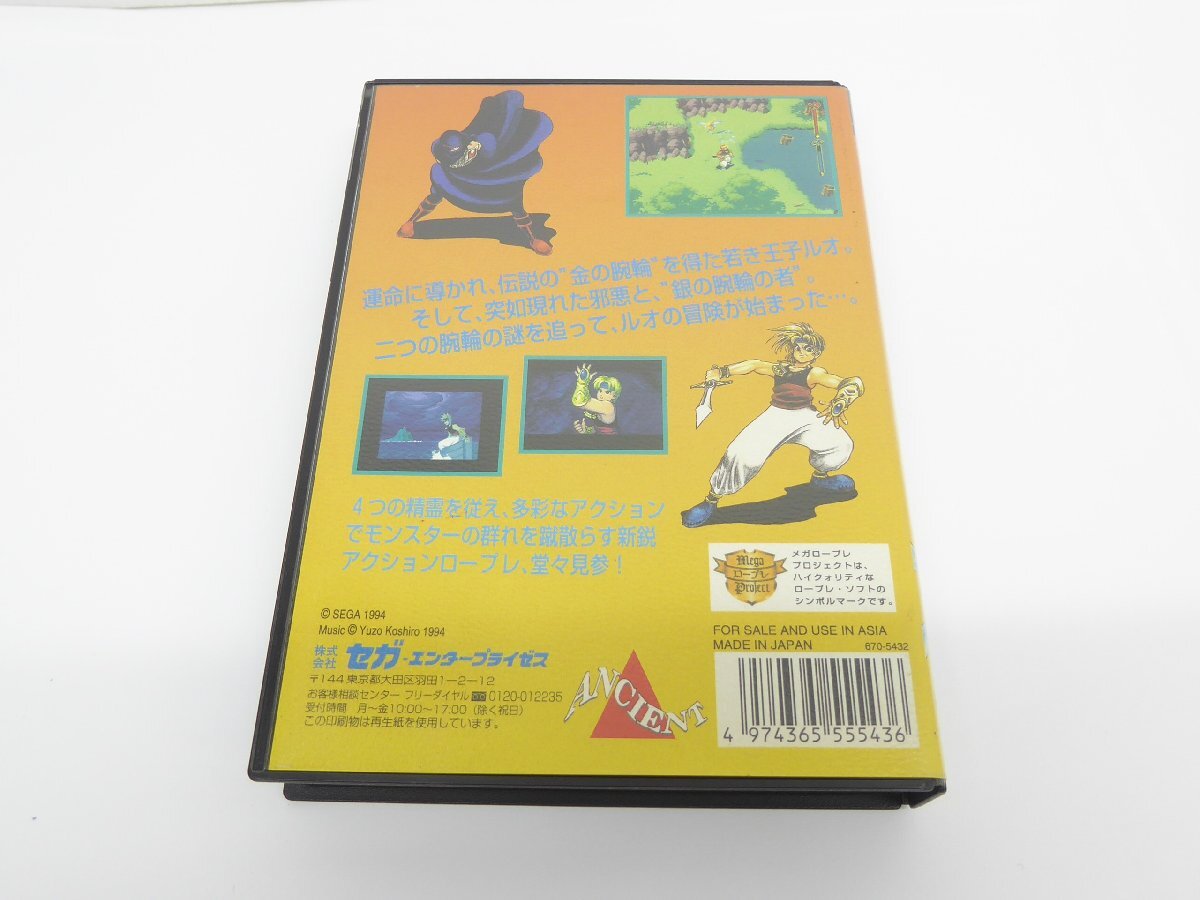 運命に導かれ、伝説の"金の腕輪"を得た若き王子ルオ。
そして、突如現れた邪悪と、"銀の腕輪の者"。
二つの腕輪の謎を追って、ルオの冒険が始まった…。
4つの精霊を従え、多彩なアクション
でモンスターの群れを蹴散らす新鋭
アクションロープレ、堂々見参!
Mega
ロープレ
Project
メガロープレ
プロジェクトは、
ハイクォリティな
ロープレ・ソフトの
シンボルマークです。
© SEGA 1994
Music © Yuzo Koshiro 1994
株式会社 セガ・エンタープライゼス
〒144 東京都大田区羽田1-2-12
お客様相談センター フリーダイヤル 0120-012235
受付時間 月〜金10:00〜17:00(除く祝日)
この印刷物は再生紙を使用しています。
ANCIENT
FOR SALE AND USE IN ASIA
MADE IN JAPAN 670-5432
4 974365 555436